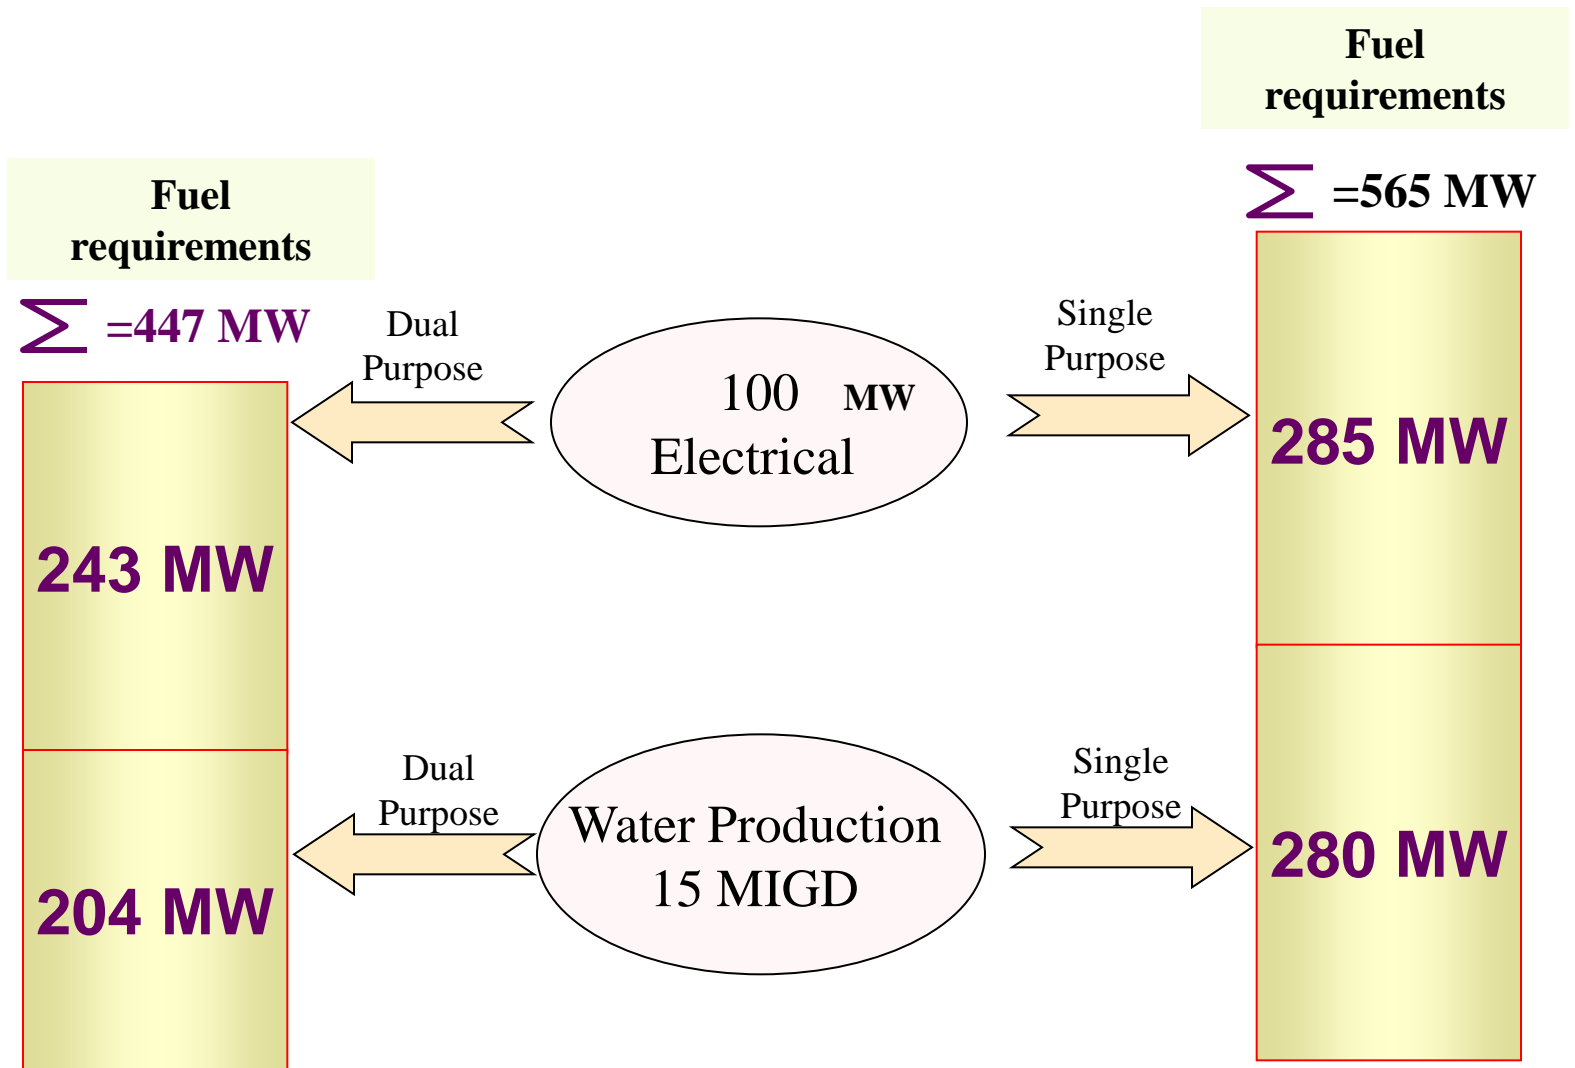 Fuel
requirements
∑ =565 MW
Fuel
requirements
∑ =447 MW
Dual
Purpose
100 MW
Electrical
Single
Purpose
285 MW
243 MW
Dual
Purpose
Water Production
15 MIGD
Single
Purpose
280 MW
204 MW